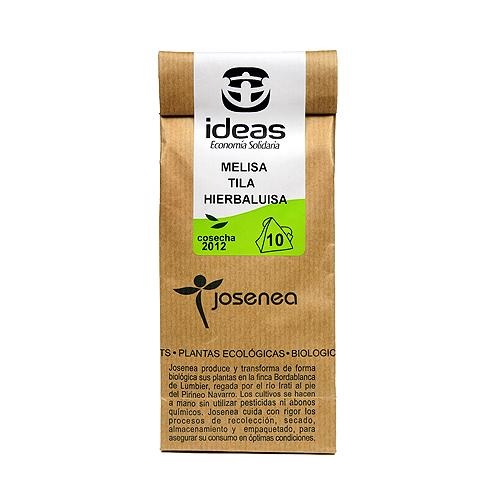 ideas
Economía Solidaria
MELISA
TILA
HIERBALUISA
cosecha
2012
10
josenea
TS • PLANTAS ECOLÓGICAS • BIOLOGIC
Josenea produce y transforma de forma
biológica sus plantas en la finca Bordablanca
de Lumbier, regada por el río Irati al pie
del Pirineo Navarro. Los cultivos se hacen
a mano sin utilizar pesticidas ni abonos
químicos. Josenea cuida con rigor los
procesos de recolección, secado,
almacenamiento y empaquetado, para
asegurar su consumo en óptimas condiciones.